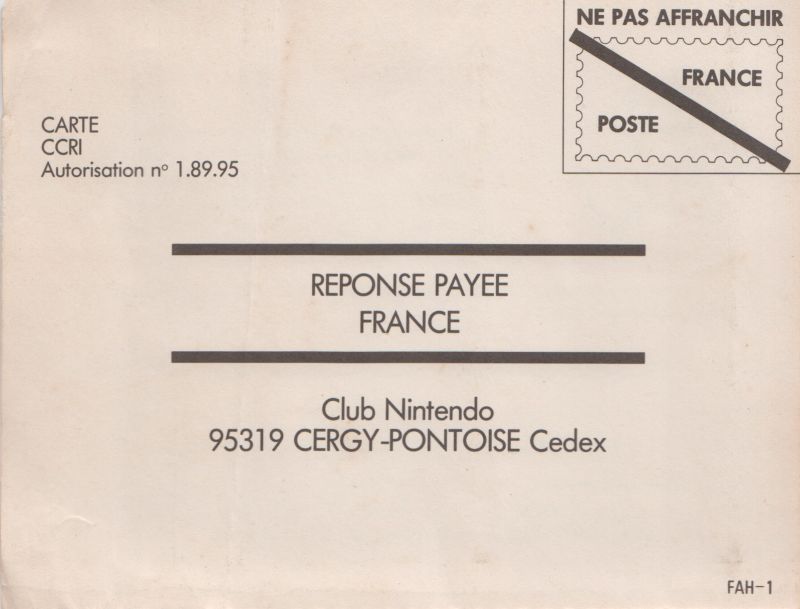 NE PAS AFFRANCHIR
FRANCE
POSTE
CARTE
CCRI
Autorisation nº 1.89.95
REPONSE PAYEE
FRANCE
Club Nintendo
95319 CERGY-PONTOISE Cedex
FAH-1